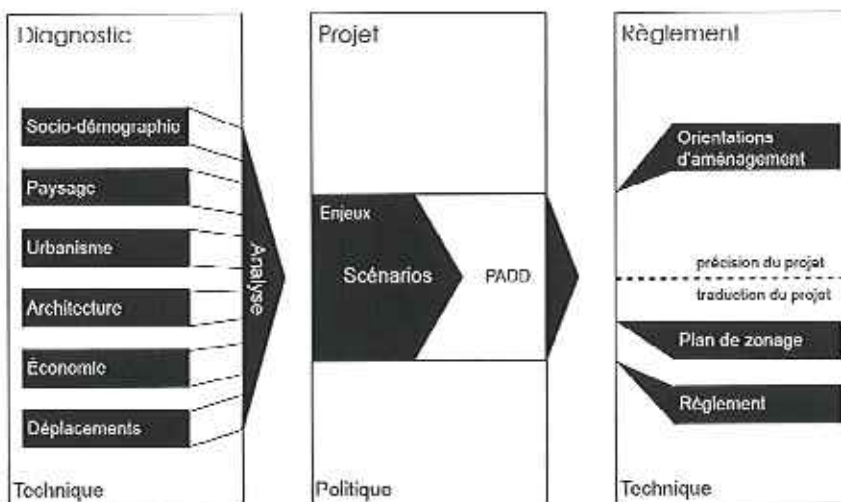 Diagnostic
Socio-démographie
Paysage
Urbanisme
Architecture
Économie
Déplacements
Analyse
Technique
Projet
Enjeux
Scénarios
PADD
Politique
Règlement
Orientations
d'aménagement
précision du projet
traduction du projet
Plan de zonage
Règlement
Technique